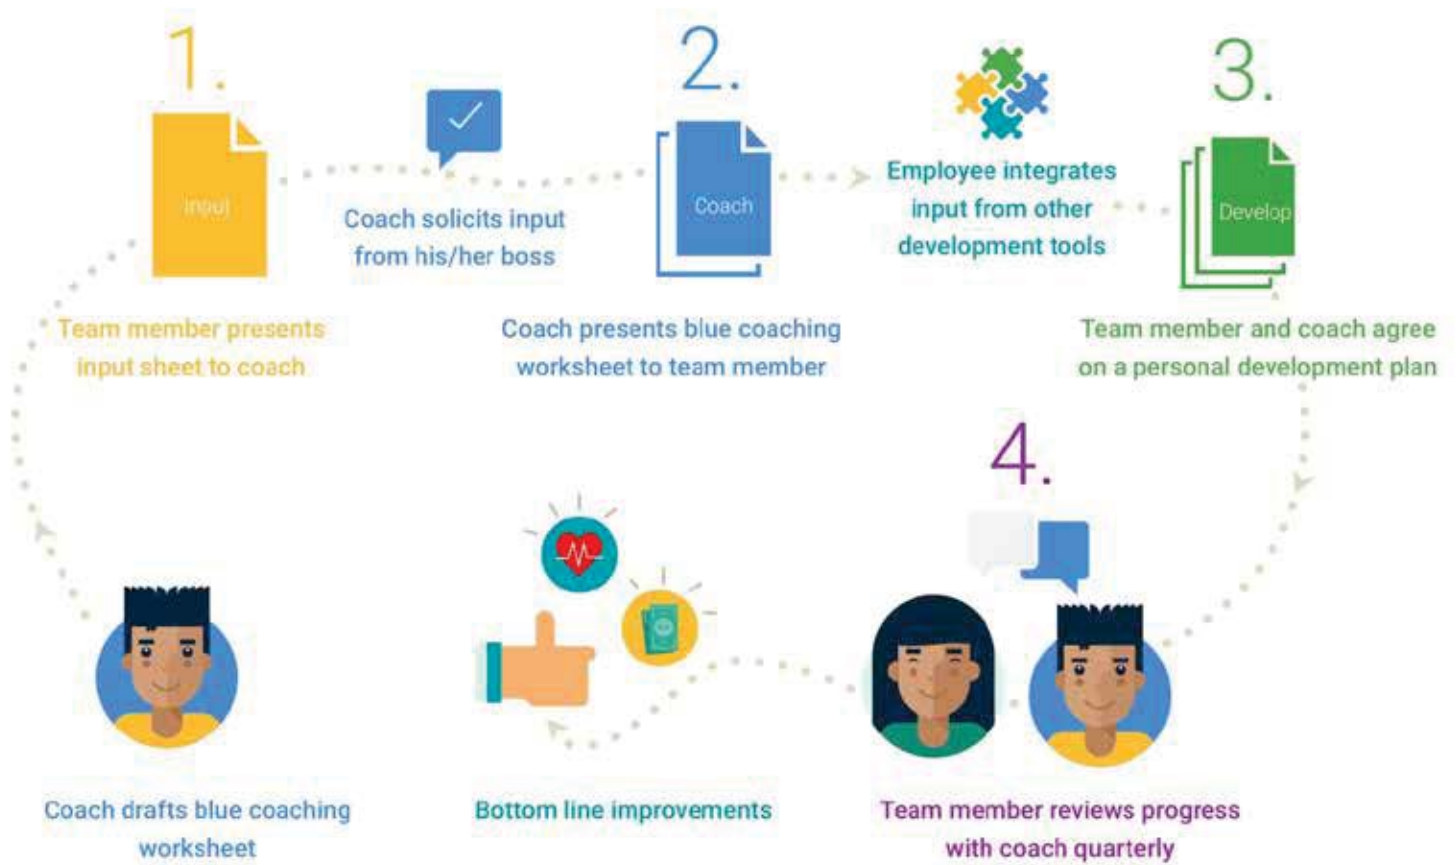 1.
2.
3.
Input
Coach
Develop
Coach solicits input
from his/her boss
Employee integrates
input from other
development tools
Team member presents
input sheet to coach
Coach presents blue coaching
worksheet to team member
Team member and coach agree
on a personal development plan
4.
Coach drafts blue coaching
worksheet
Bottom line improvements
Team member reviews progress
with coach quarterly